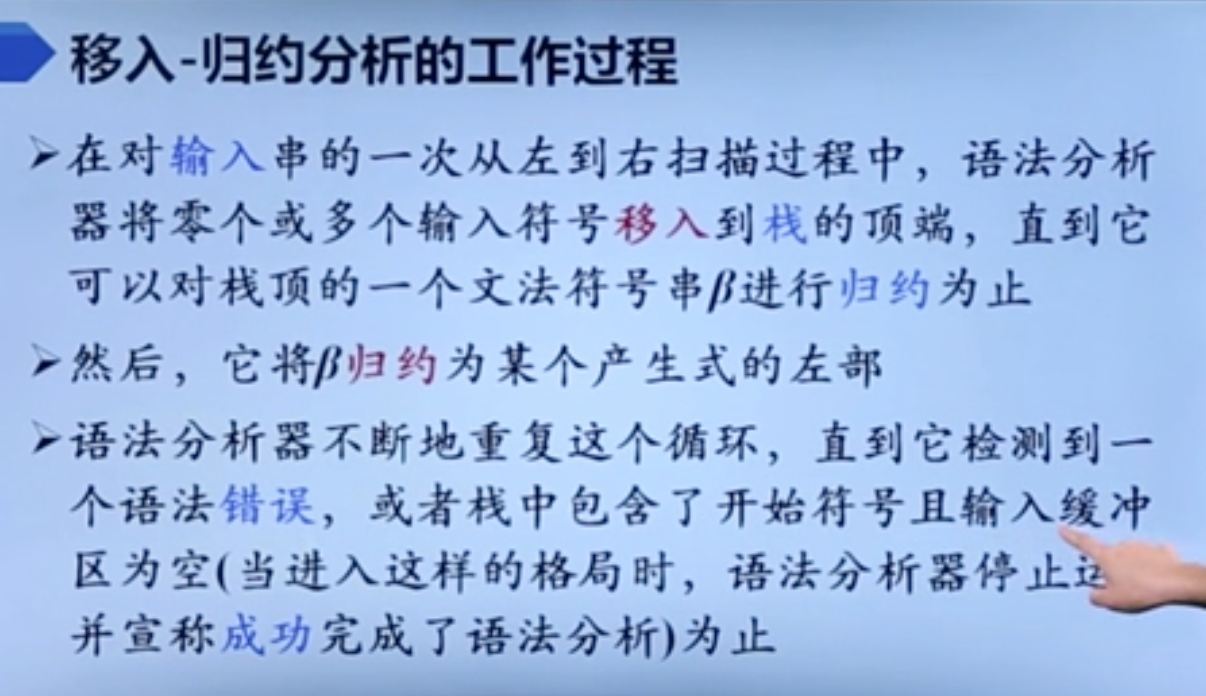 移入-归约分析的工作过程
➢在对输入串的一次从左到右扫描过程中，语法分析
器将零个或多个输入符号移入到栈的顶端，直到它
可以对栈顶的一个文法符号串β进行归约为止
➢然后，它将β归约为某个产生式的左部
➢语法分析器不断地重复这个循环，直到它检测到一
个语法错误，或者栈中包含了开始符号且输入缓冲
区为空(当进入这样的格局时，语法分析器停止运
并宣称成功完成了语法分析)为止